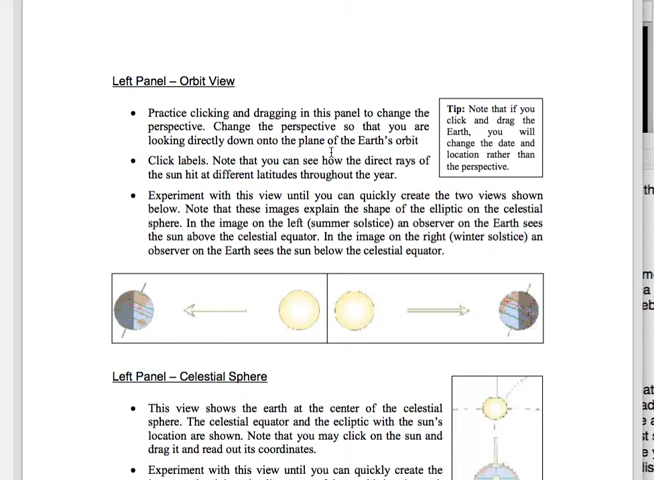 Left Panel – Orbit View
• Practice clicking and dragging in this panel to change the
perspective. Change the perspective so that you are
looking directly down onto the plane of the Earth's orbit
• Click labels. Note that you can see how the direct rays of
the sun hit at different latitudes throughout the year.
Tip: Note that if you
click and drag the
Earth, you will
change the date and
location rather than
the perspective.
• Experiment with this view until you can quickly create the two views shown
below. Note that these images explain the shape of the elliptic on the celestial
sphere. In the image on the left (summer solstice) an observer on the Earth sees
the sun above the celestial equator. In the image on the right (winter solstice) an
observer on the Earth sees the sun below the celestial equator.
Left Panel – Celestial Sphere
• This view shows the earth at the center of the celestial
sphere. The celestial equator and the ecliptic with the sun's
location are shown. Note that you may click on the sun and
drag it and read out its coordinates.
• Experiment with this view until you can quickly create the
th
a
at